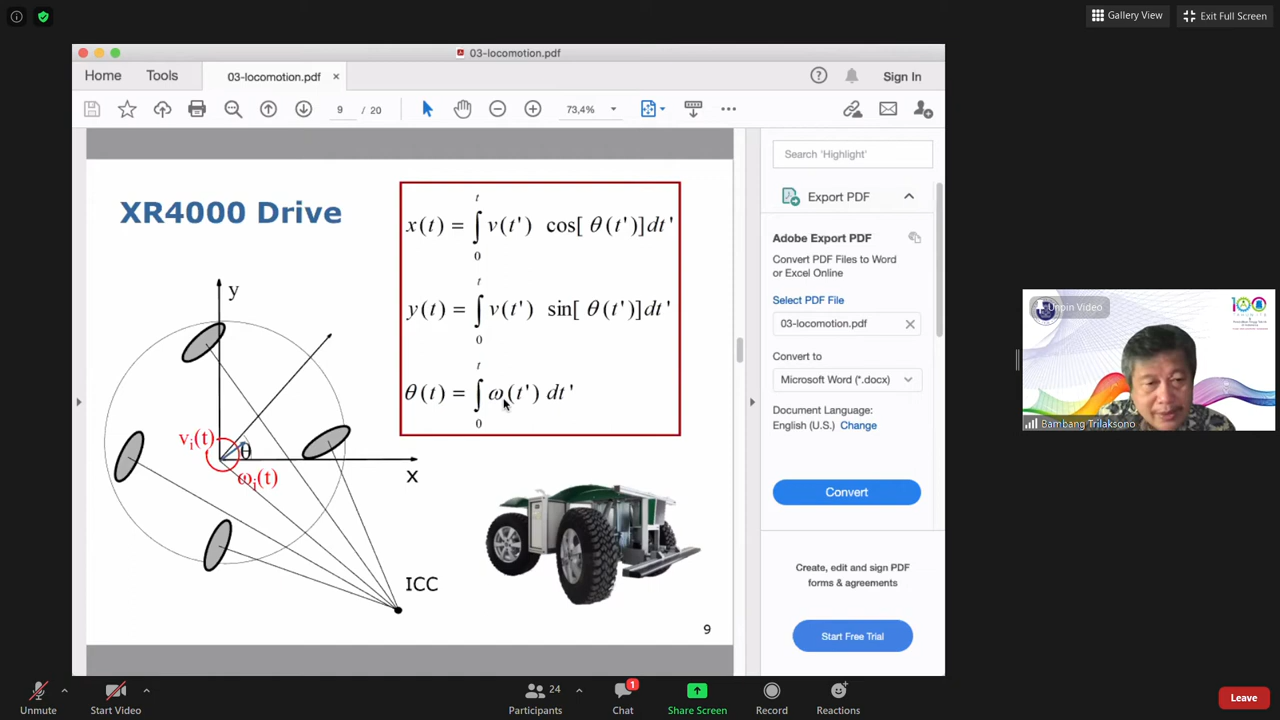 Gallery View
Exit Full Screen
03-locomotion.pdf
Home
Tools
03-locomotion.pdf ×
Sign In
9 / 20
73,4%
XR4000 Drive
x(t) = ∫₀ᵗ v(t') cos[θ(t')]dt'
y(t) = ∫₀ᵗ v(t') sin[θ(t')]dt'
θ(t) = ∫₀ᵗ ω(t') dt'
y
vᵢ(t)
θ
ωᵢ(t)
x
ICC
9
Search 'Highlight'
Export PDF
Adobe Export PDF
Convert PDF Files to Word
or Excel Online
Select PDF File
03-locomotion.pdf
Convert to
Microsoft Word (*.docx)
Document Language:
English (U.S.) Change
Convert
Create, edit and sign PDF
forms & agreements
Start Free Trial
Unpin Video
100
Bambang Trilaksono
Unmute
Start Video
24
Participants
1
Chat
Share Screen
Record
Reactions
Leave